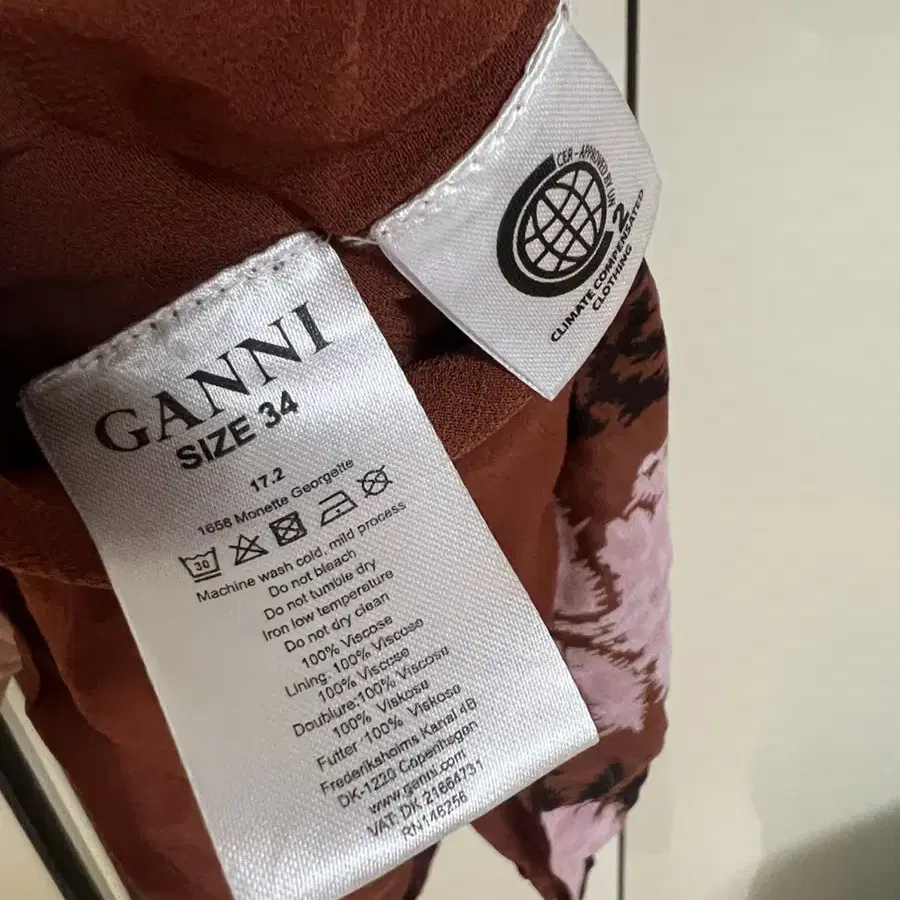 GANNI
SIZE 34
17.2
1658 Monette Georgette
30
Machine wash cold, mild process
Do not bleach
Do not tumble dry
Iron low temperature
Do not dry clean
100% Viscose
Lining: 100% Viscose
100% Viscose
Doublure:100% Viscose
100% Viskose
Futter 100% Viskose
Frederiksholms Kanal 4B
DK-1220 Copenhagen
www.ganni.com
VAT. DK 21664731
RN146256
CER - APPROVED BY UN
2
CLIMATE COMPENSATED
CLOTHING